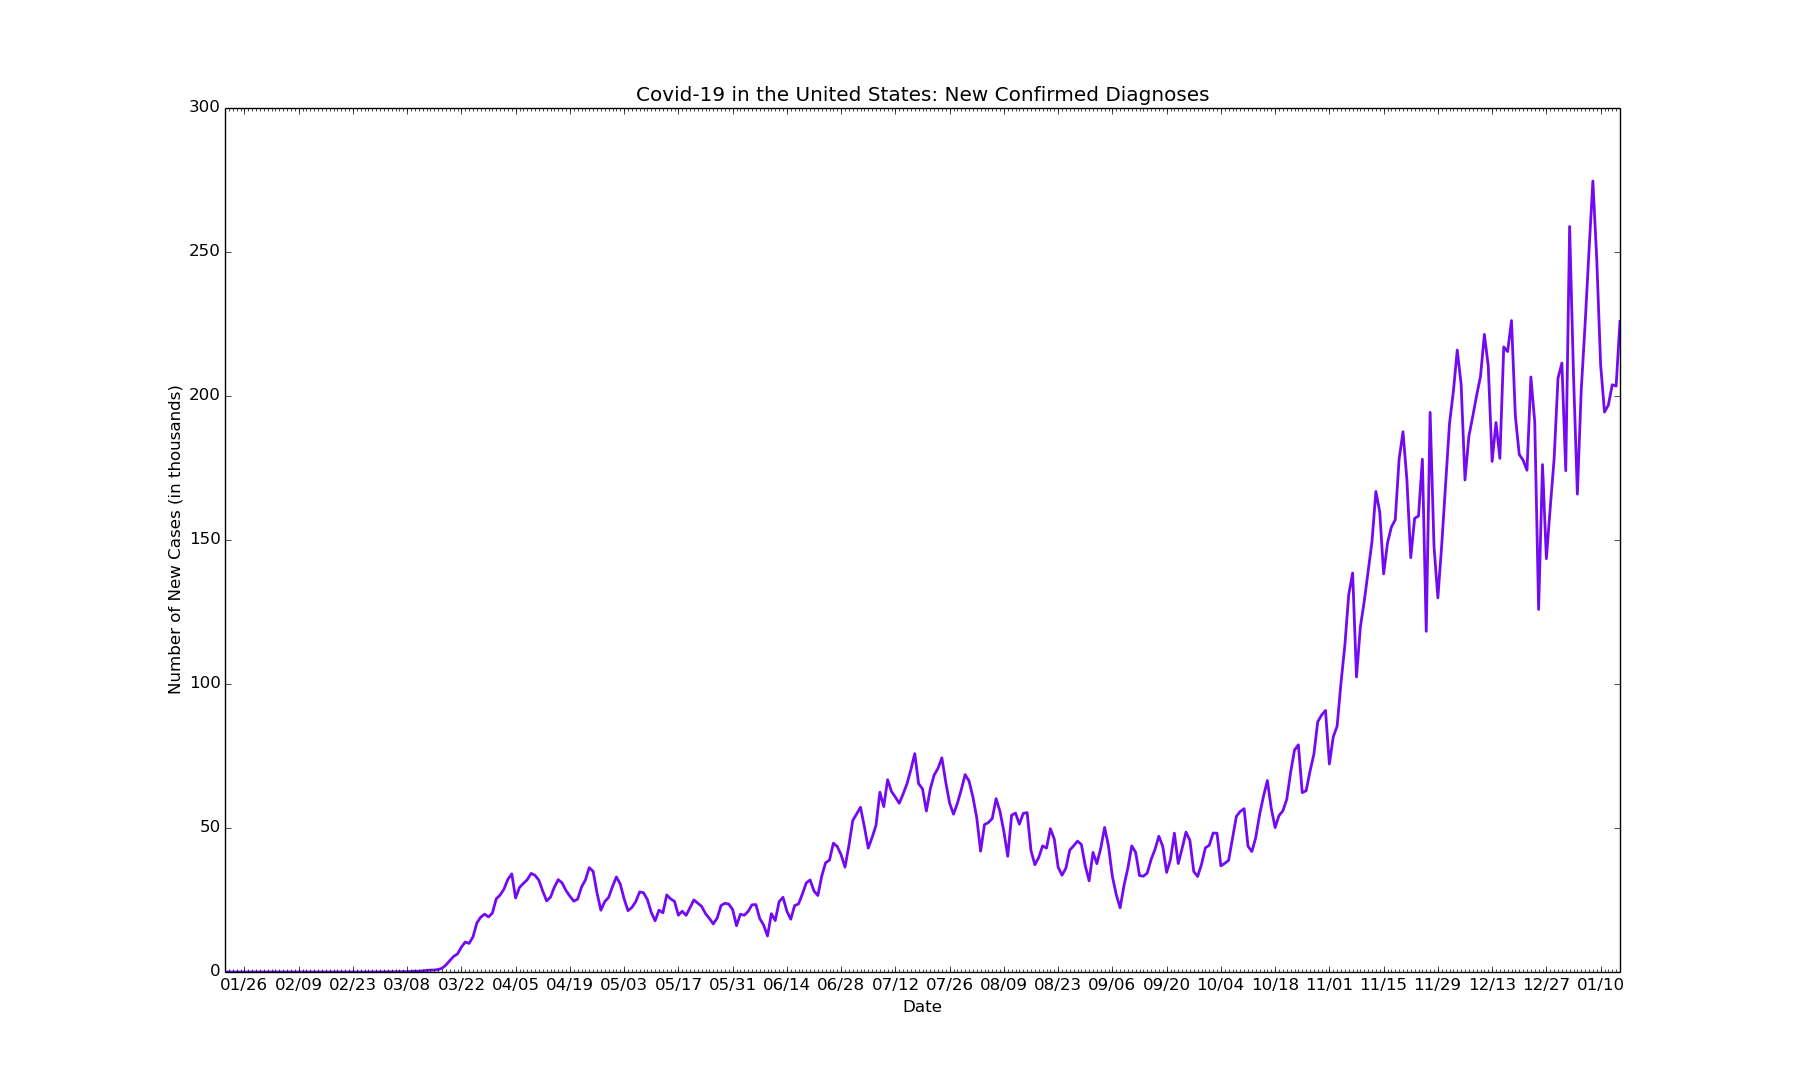 Covid-19 in the United States: New Confirmed Diagnoses
300
250
200
150
100
50
0
Number of New Cases (in thousands)
01/26 02/09 02/23 03/08 03/22 04/05 04/19 05/03 05/17 05/31 06/14 06/28 07/12 07/26 08/09 08/23 09/06 09/20 10/04 10/18 11/01 11/15 11/29 12/13 12/27 01/10
Date